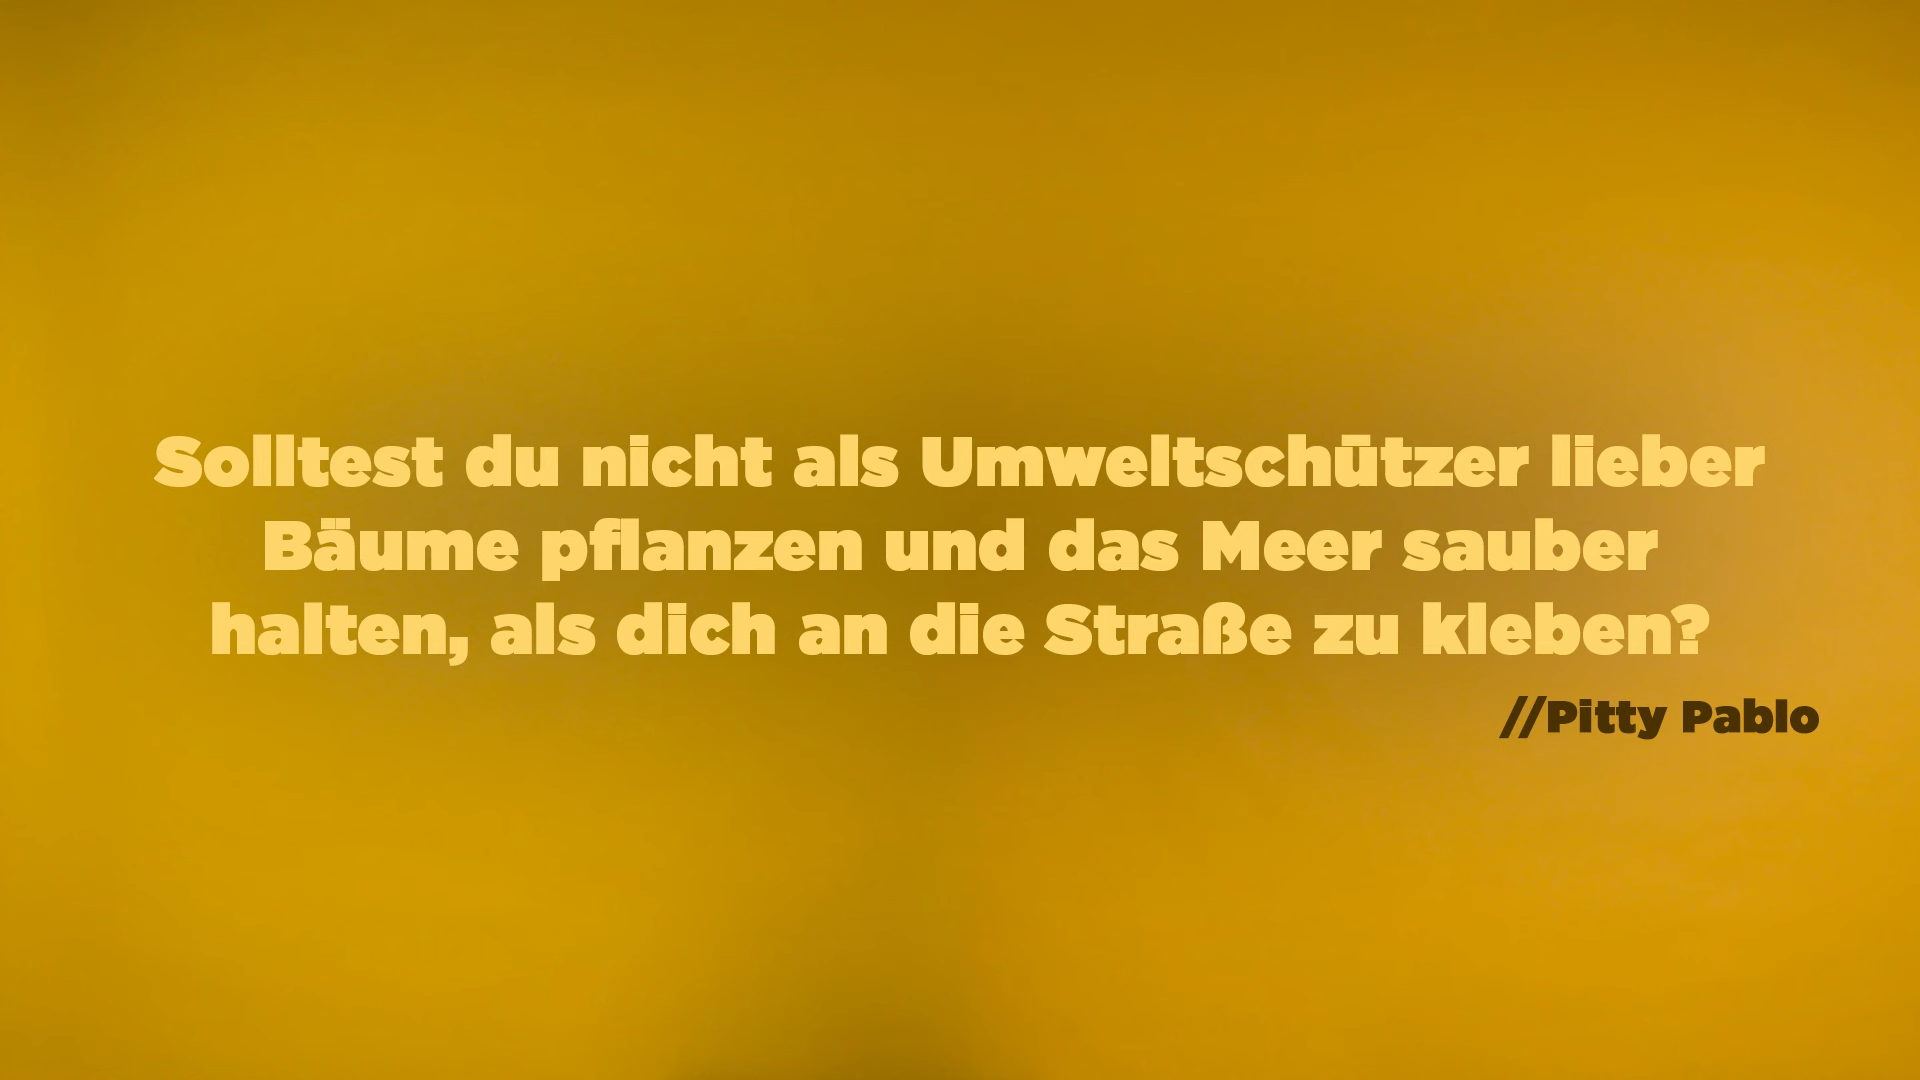 Solltest du nicht als Umweltschützer lieber
Bäume pflanzen und das Meer sauber
halten, als dich an die Straße zu kleben?
//Pitty Pablo